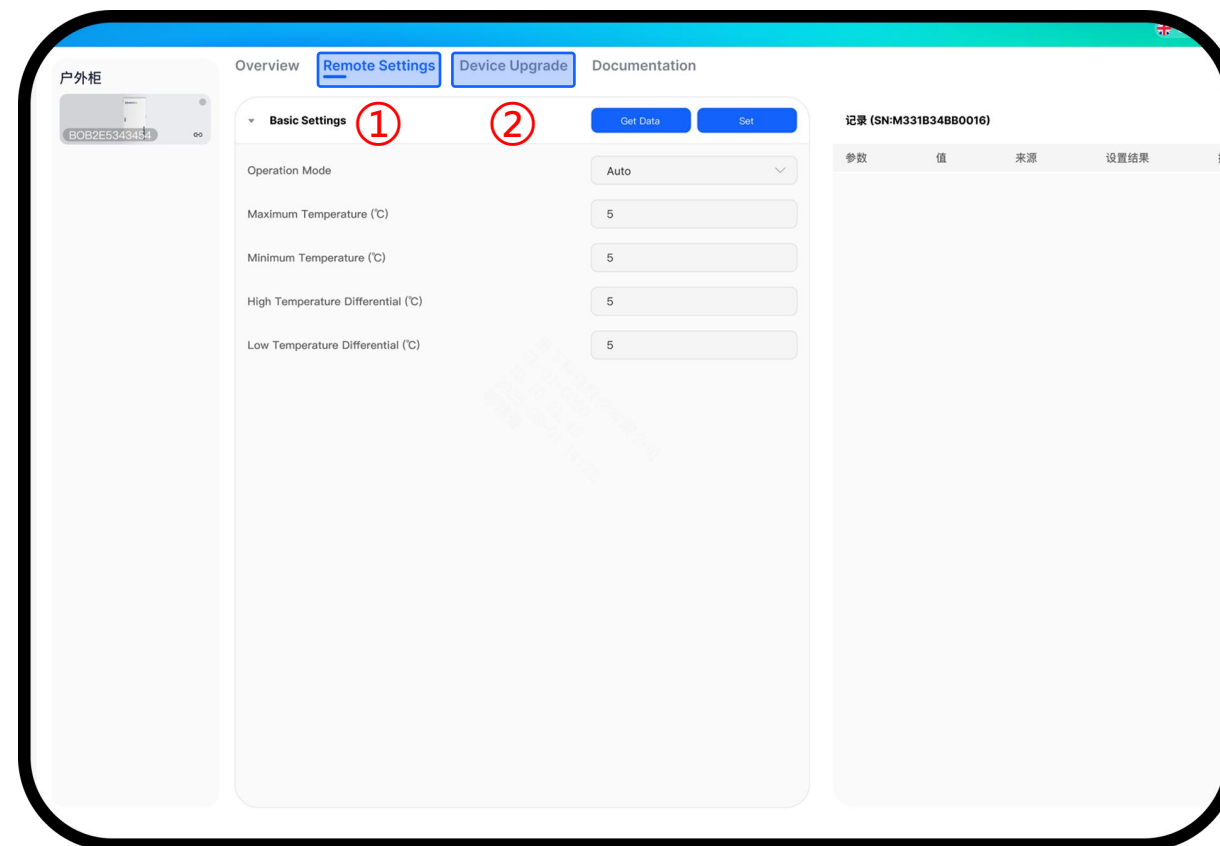 户外柜
BOB2E5343454
Overview Remote Settings Device Upgrade Documentation
① ②
Basic Settings Get Data Set
Operation Mode Auto
Maximum Temperature (℃) 5
Minimum Temperature (℃) 5
High Temperature Differential (℃) 5
Low Temperature Differential (℃) 5
记录 (SN:M331B34BB0016)
参数 值 来源 设置结果